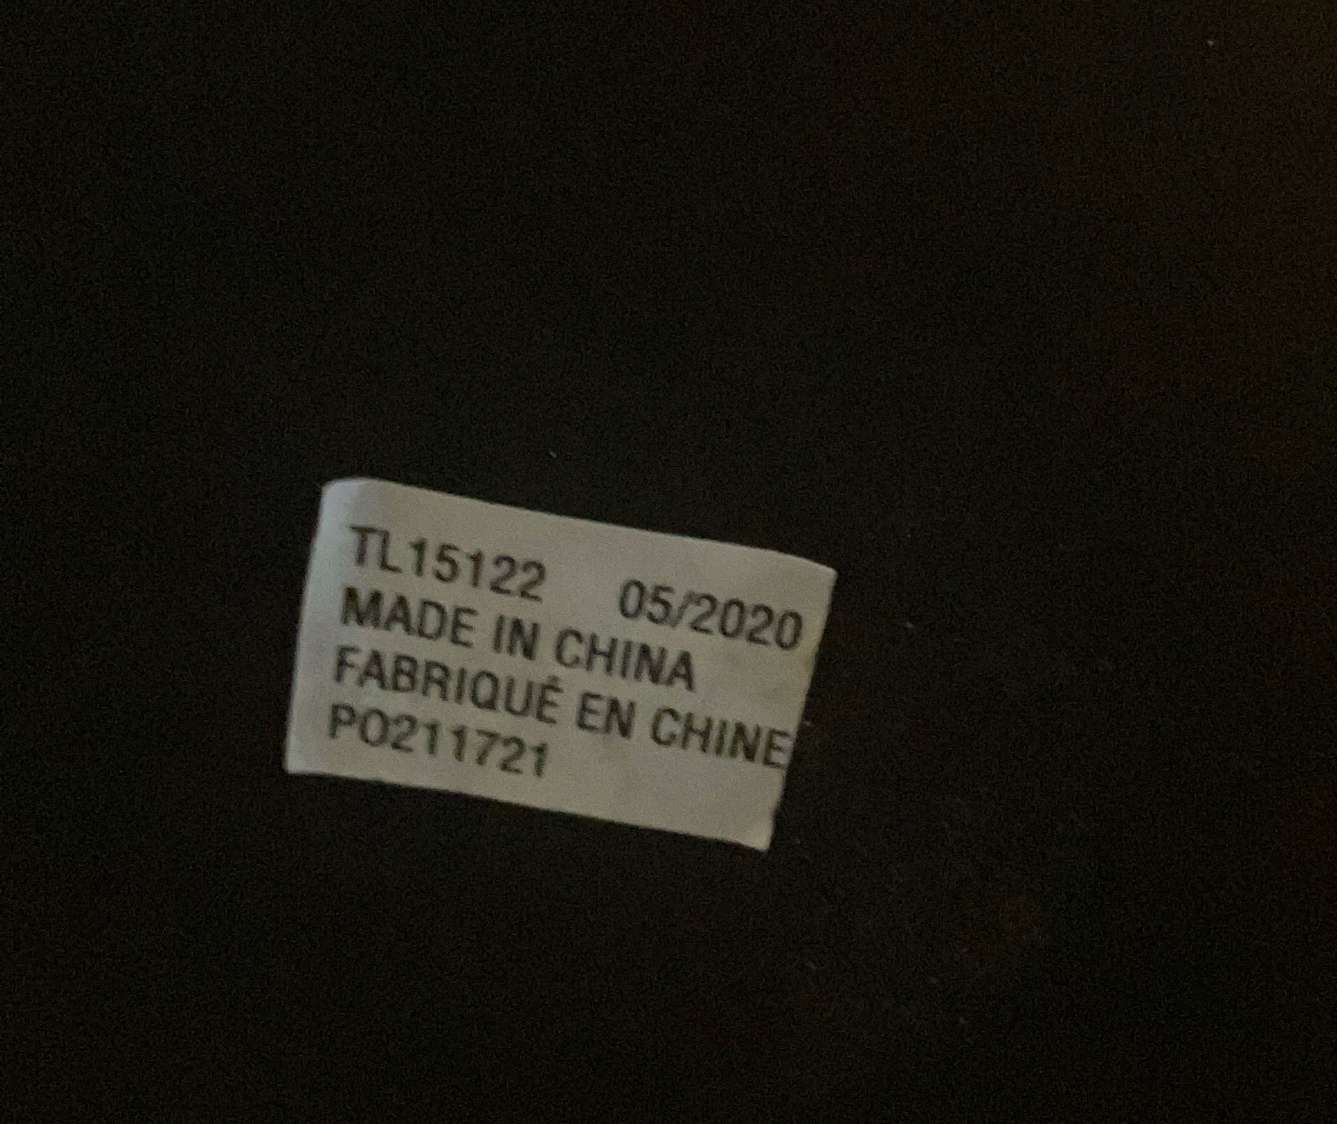 TL15122 05/2020
MADE IN CHINA
FABRIQUÉ EN CHINE
PO211721